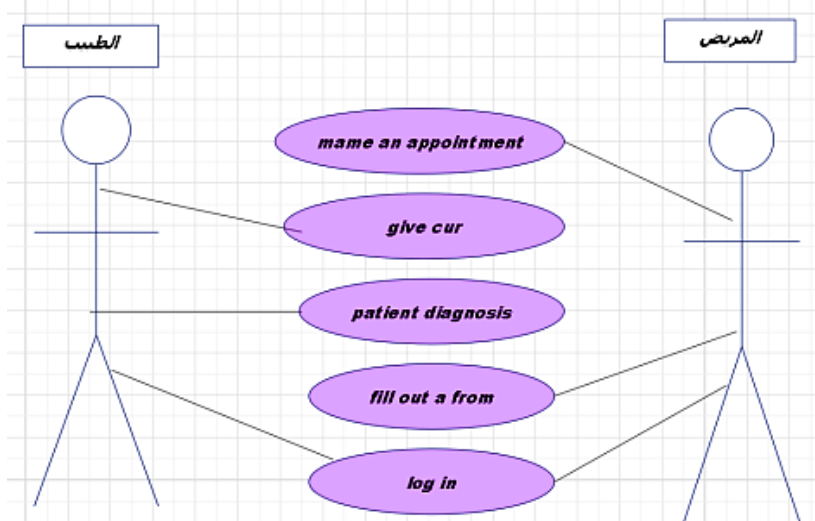 الطبيب
المريض
mame an appointment
give cur
patient diagnosis
fill out a from
log in